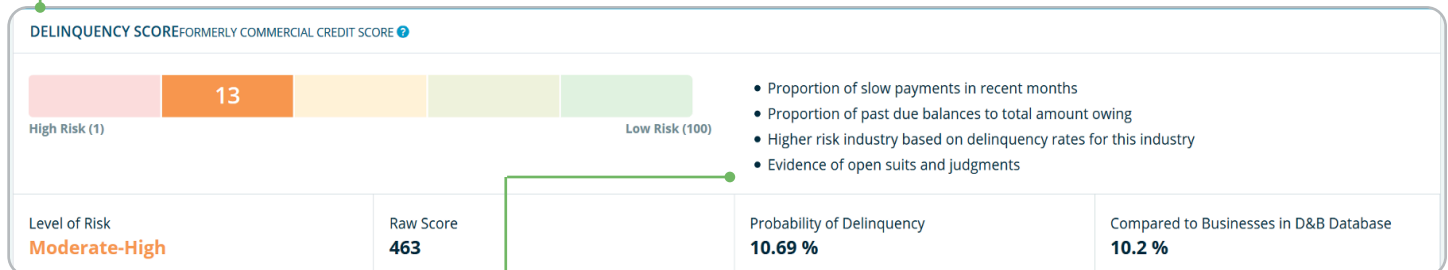 DELINQUENCY SCOREFORMERLY COMMERCIAL CREDIT SCORE ?
13
High Risk (1) Low Risk (100)
• Proportion of slow payments in recent months
• Proportion of past due balances to total amount owing
• Higher risk industry based on delinquency rates for this industry
• Evidence of open suits and judgments
Level of Risk
Moderate-High
Raw Score
463
Probability of Delinquency
10.69 %
Compared to Businesses in D&B Database
10.2 %